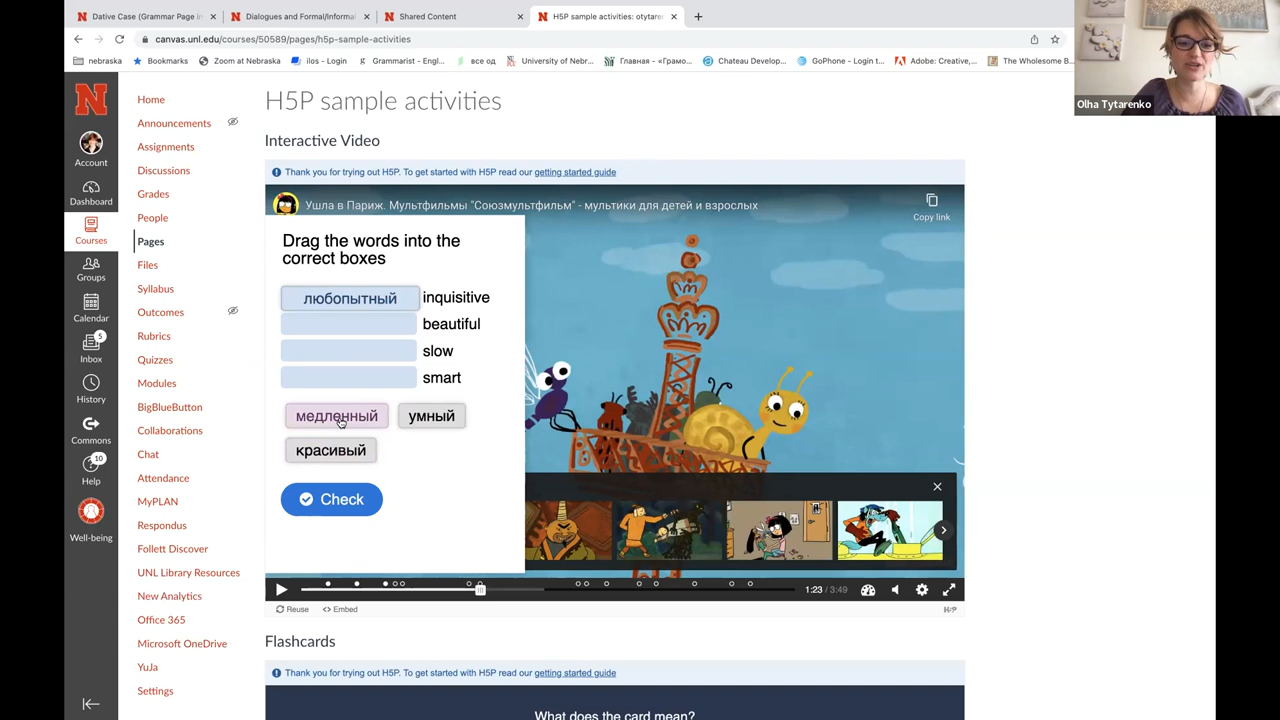 Dative Case (Grammar Page in
Dialogues and Formal/Informal
Shared Content
H5P sample activities: otytaren
canvas.unl.edu/courses/50589/pages/h5p-sample-activities
nebraska
Bookmarks
Zoom at Nebraska
ilos - Login
Grammarist - Engl...
все од
University of Nebr...
Главная - «Грамо...
Chateau Develop...
GoPhone - Login t...
Adobe: Creative,...
The Wholesome B...
Olha Tytarenko
N
Account
Dashboard
Courses
Groups
Calendar
5
Inbox
History
Commons
10
Help
Well-being
Home
Announcements
Assignments
Discussions
Grades
People
Pages
Files
Syllabus
Outcomes
Rubrics
Quizzes
Modules
BigBlueButton
Collaborations
Chat
Attendance
MyPLAN
Respondus
Follett Discover
UNL Library Resources
New Analytics
Office 365
Microsoft OneDrive
YuJa
Settings
H5P sample activities
Interactive Video
Thank you for trying out H5P. To get started with H5P read our getting started guide
Ушла в Париж. Мультфильмы "Союзмультфильм" - мультики для детей и взрослых
Copy link
Drag the words into the
correct boxes
любопытный inquisitive
beautiful
slow
smart
медленный умный
красивый
Check
1:23 / 3:49
Reuse
Embed
H5P
Flashcards
Thank you for trying out H5P. To get started with H5P read our getting started guide
What does the card mean?